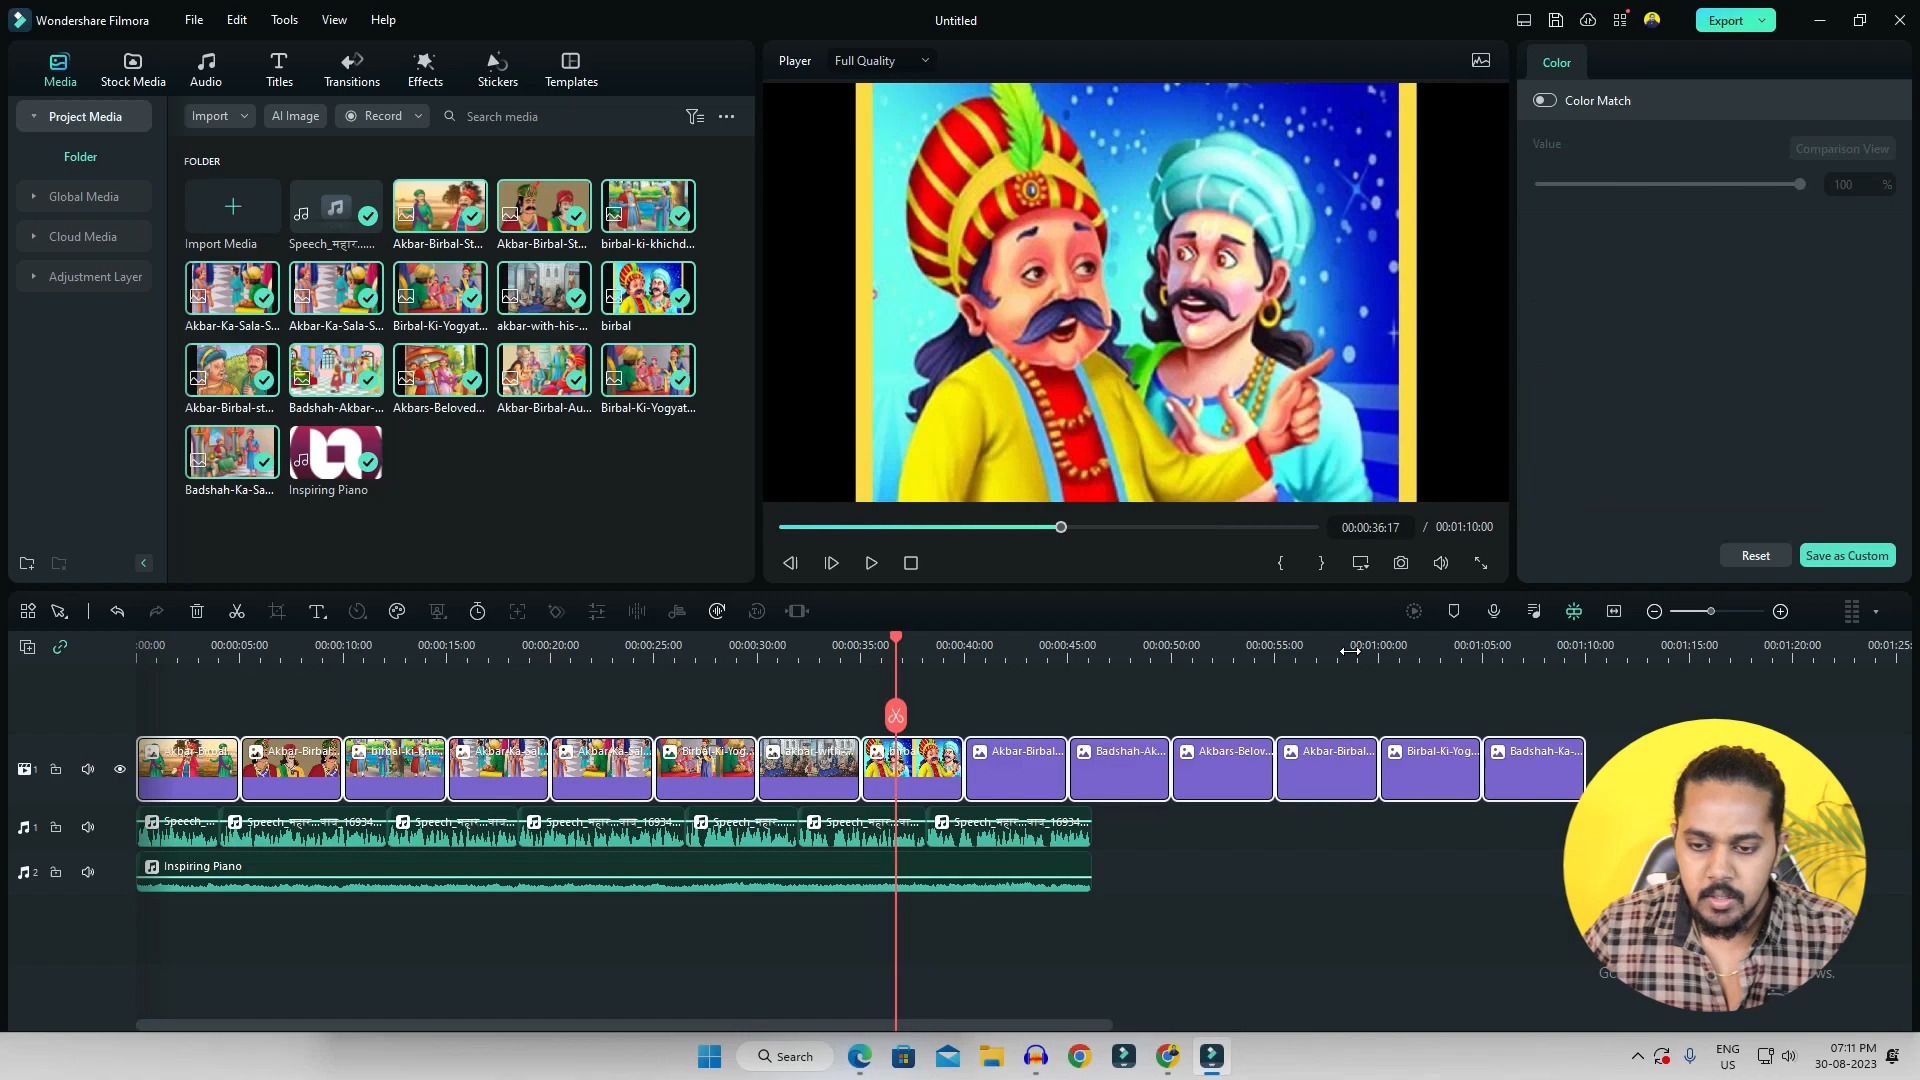 Wondershare Filmora
File
Edit
Tools
View
Help
Untitled
Export
Media
Stock Media
Audio
Titles
Transitions
Effects
Stickers
Templates
Player
Full Quality
Color
Project Media
Import
AI Image
Record
Search media
Color Match
Folder
FOLDER
Value
Comparison View
100 %
Global Media
Cloud Media
Adjustment Layer
Import Media
Speech_महार......
Akbar-Birbal-St...
Akbar-Birbal-St...
birbal-ki-khichd...
Akbar-Ka-Sala-S...
Akbar-Ka-Sala-S...
Birbal-Ki-Yogyat...
akbar-with-his-...
birbal
Akbar-Birbal-st...
Badshah-Akbar-...
Akbars-Beloved...
Akbar-Birbal-Au...
Birbal-Ki-Yogyat...
Badshah-Ka-Sa...
Inspiring Piano
00:00:36:17 / 00:01:10:00
Reset
Save as Custom
:00:00
00:00:05:00
00:00:10:00
00:00:15:00
00:00:20:00
00:00:25:00
00:00:30:00
00:00:35:00
00:00:40:00
00:00:45:00
00:00:50:00
00:00:55:00
00:01:00:00
00:01:05:00
00:01:10:00
00:01:15:00
00:01:20:00
00:01:25:
1
Akbar-Birbal...
Akbar-Birbal...
birbal-ki-khi...
Akbar-Ka-Sal...
Akbar-Ka-Sal...
Birbal-Ki-Yog...
akbar-with-...
birbal
Akbar-Birbal...
Badshah-Ak...
Akbars-Belov...
Akbar-Birbal...
Birbal-Ki-Yog...
Badshah-Ka-...
1
Speech_...
2
Inspiring Piano
Search
ENG
US
07:11 PM
30-08-2023